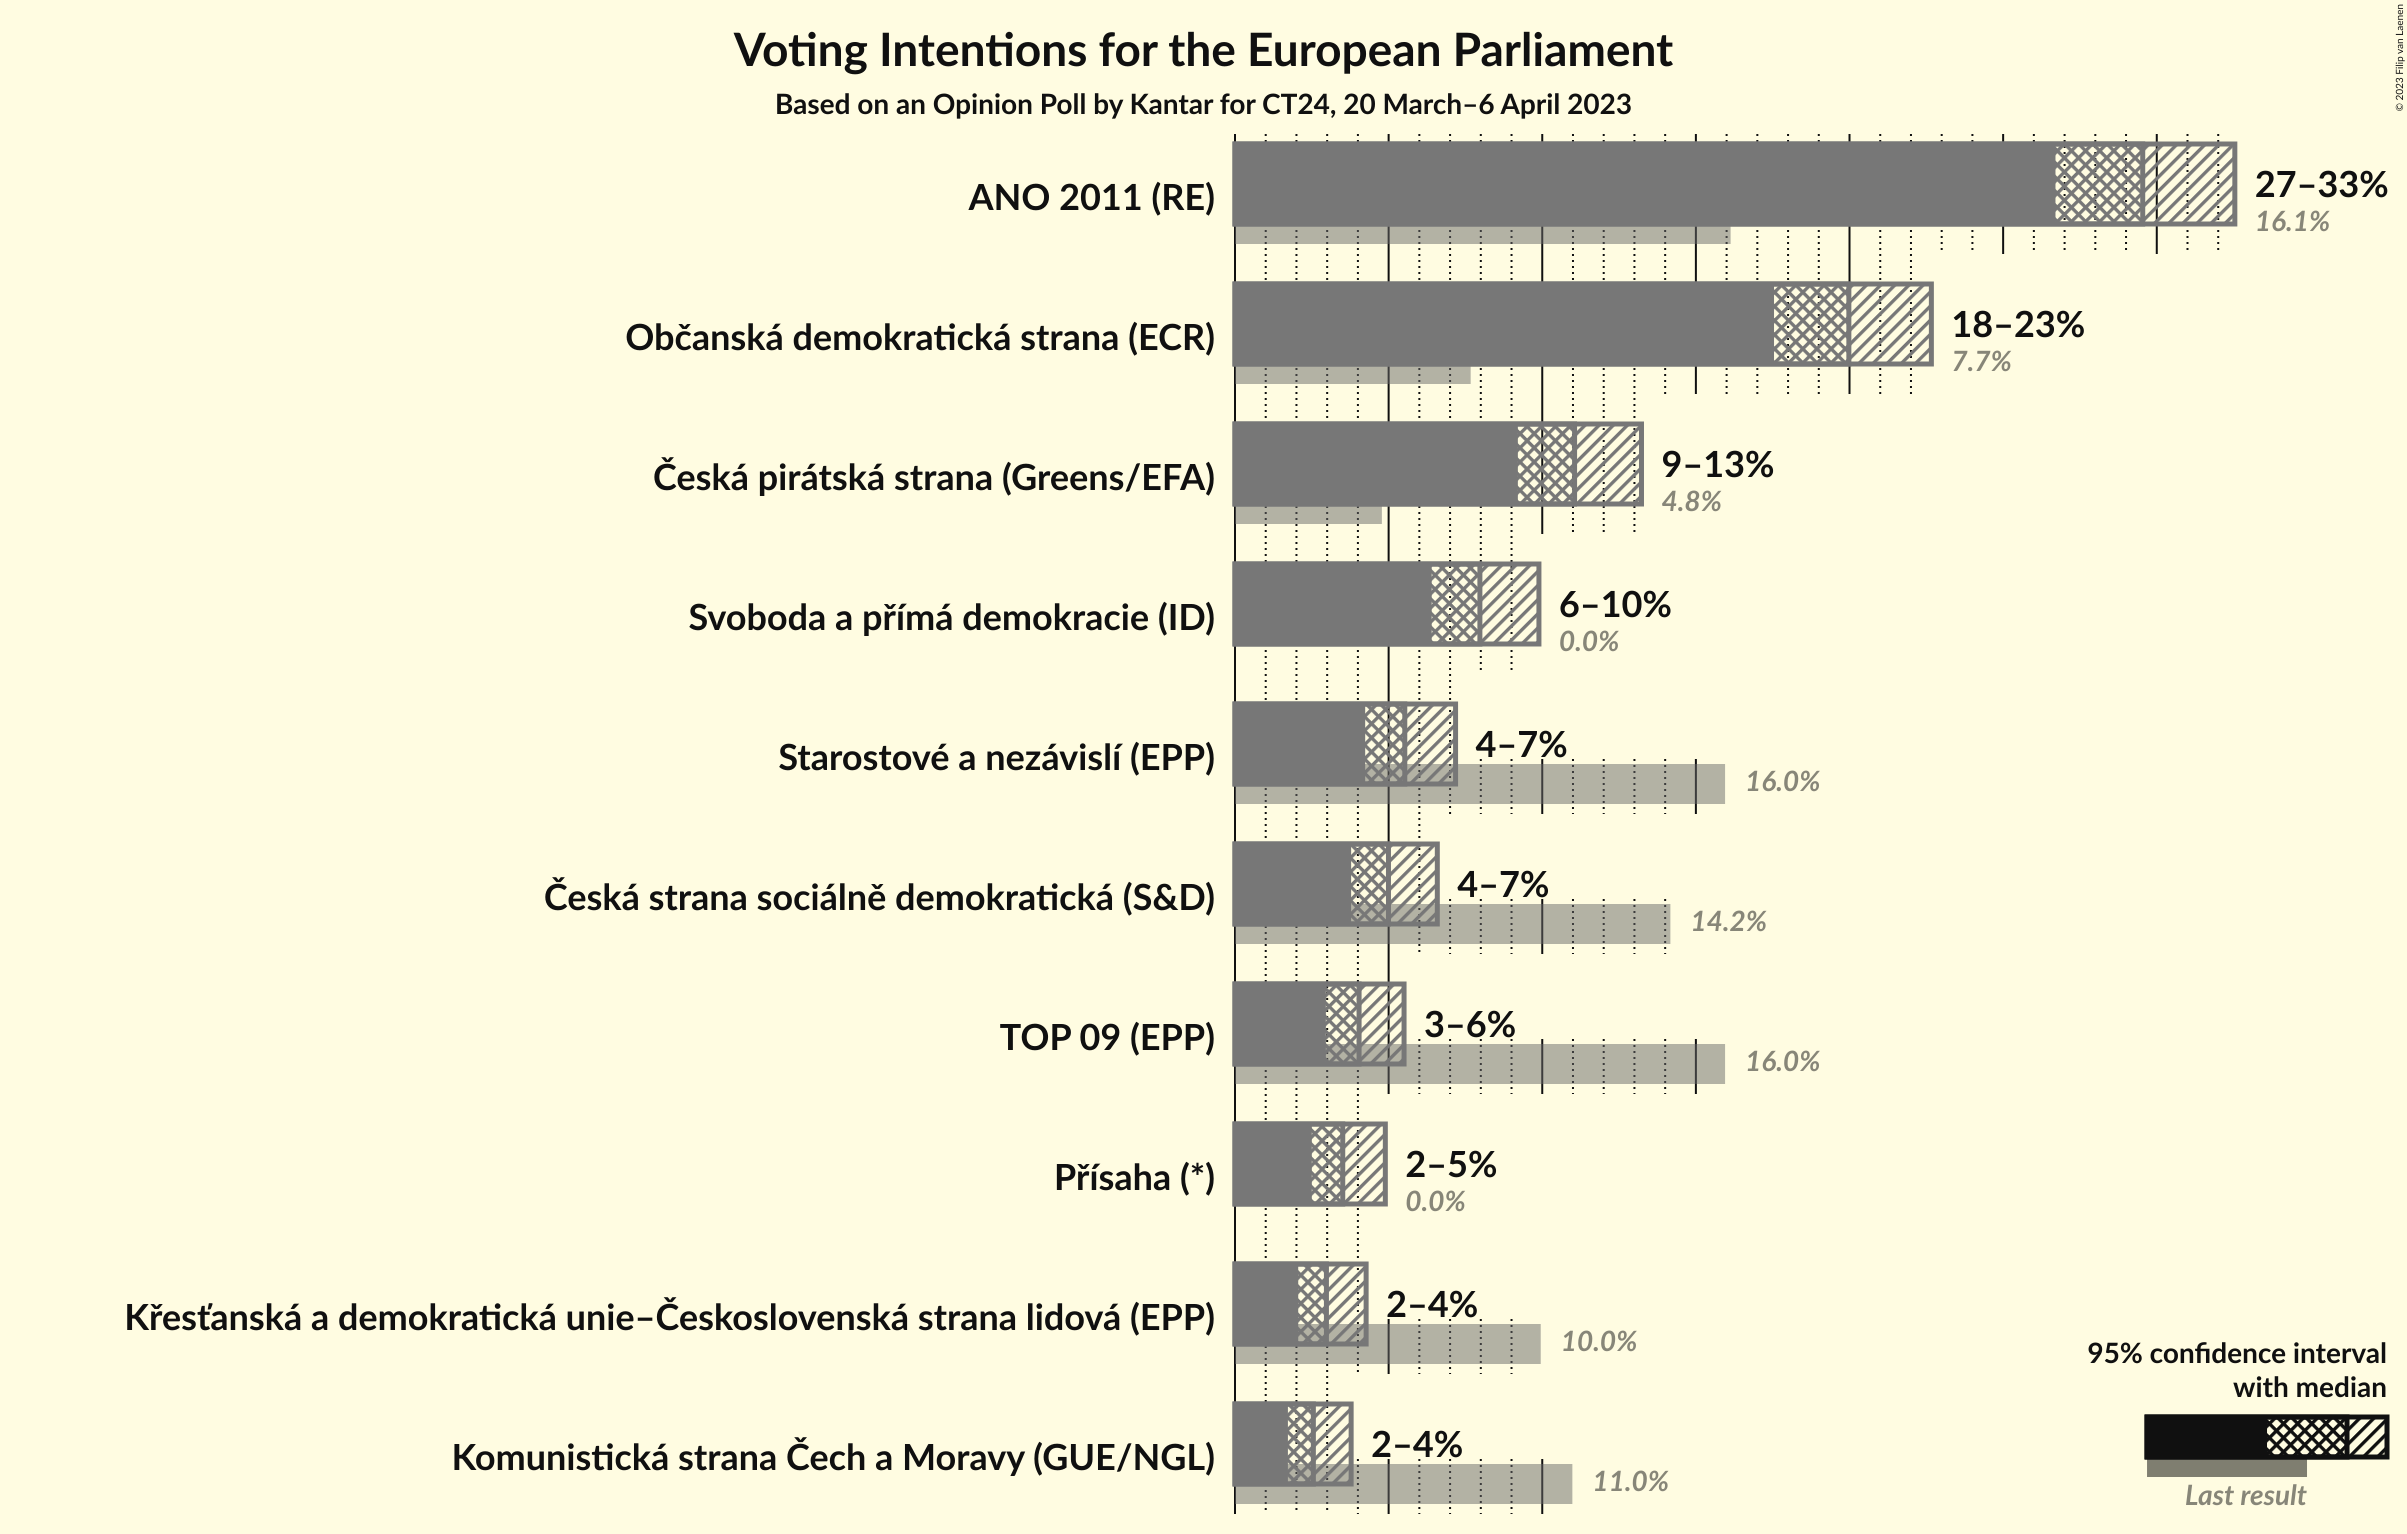 Voting Intentions for the European Parliament
Based on an Opinion Poll by Kantar for CT24, 20 March–6 April 2023
© 2023 Filip van Laenen
ANO 2011 (RE)
27–33%
16.1%
Občanská demokratická strana (ECR)
18–23%
7.7%
Česká pirátská strana (Greens/EFA)
9–13%
4.8%
Svoboda a přímá demokracie (ID)
6–10%
0.0%
Starostové a nezávislí (EPP)
4–7%
16.0%
Česká strana sociálně demokratická (S&D)
4–7%
14.2%
TOP 09 (EPP)
3–6%
16.0%
Přísaha (*)
2–5%
0.0%
Křesťanská a demokratická unie–Československá strana lidová (EPP)
2–4%
10.0%
Komunistická strana Čech a Moravy (GUE/NGL)
2–4%
11.0%
95% confidence interval
with median
Last result